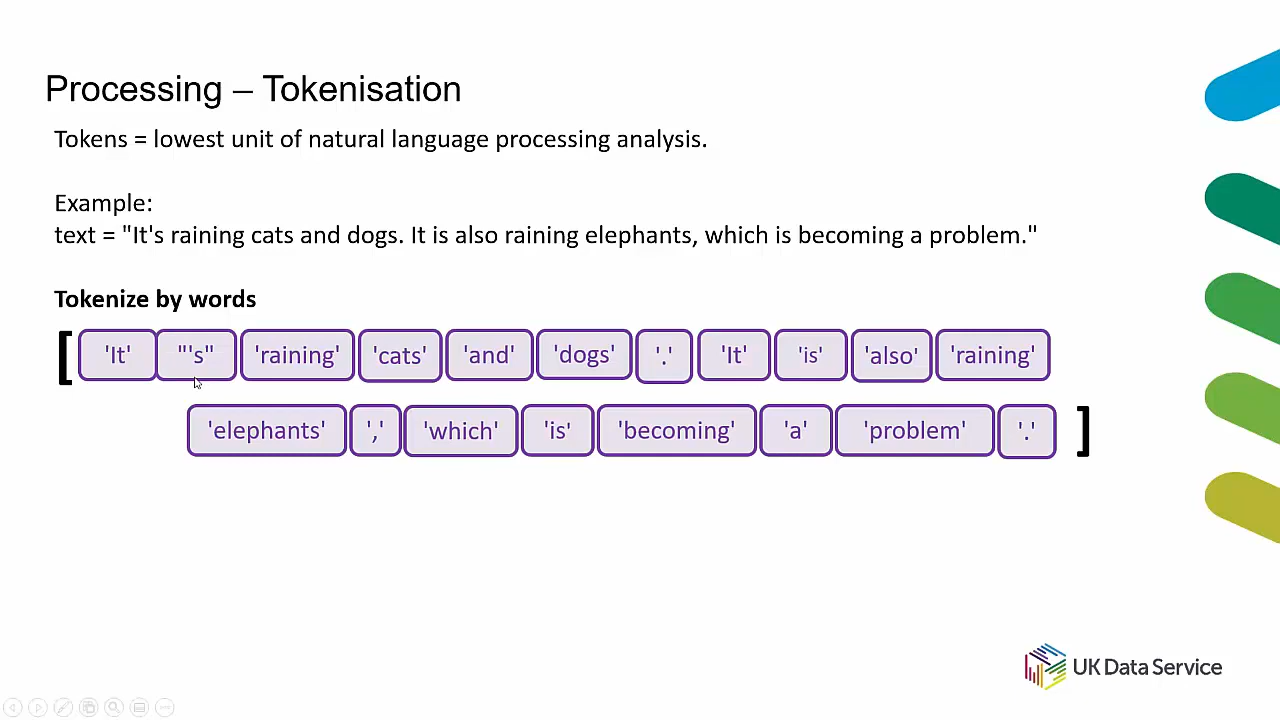 Processing – Tokenisation
Tokens = lowest unit of natural language processing analysis.
Example:
text = "It's raining cats and dogs. It is also raining elephants, which is becoming a problem."
Tokenize by words
[ 'It' "'s" 'raining' 'cats' 'and' 'dogs' '.' 'It' 'is' 'also' 'raining'
'elephants' ',' 'which' 'is' 'becoming' 'a' 'problem' '.' ]
UK Data Service